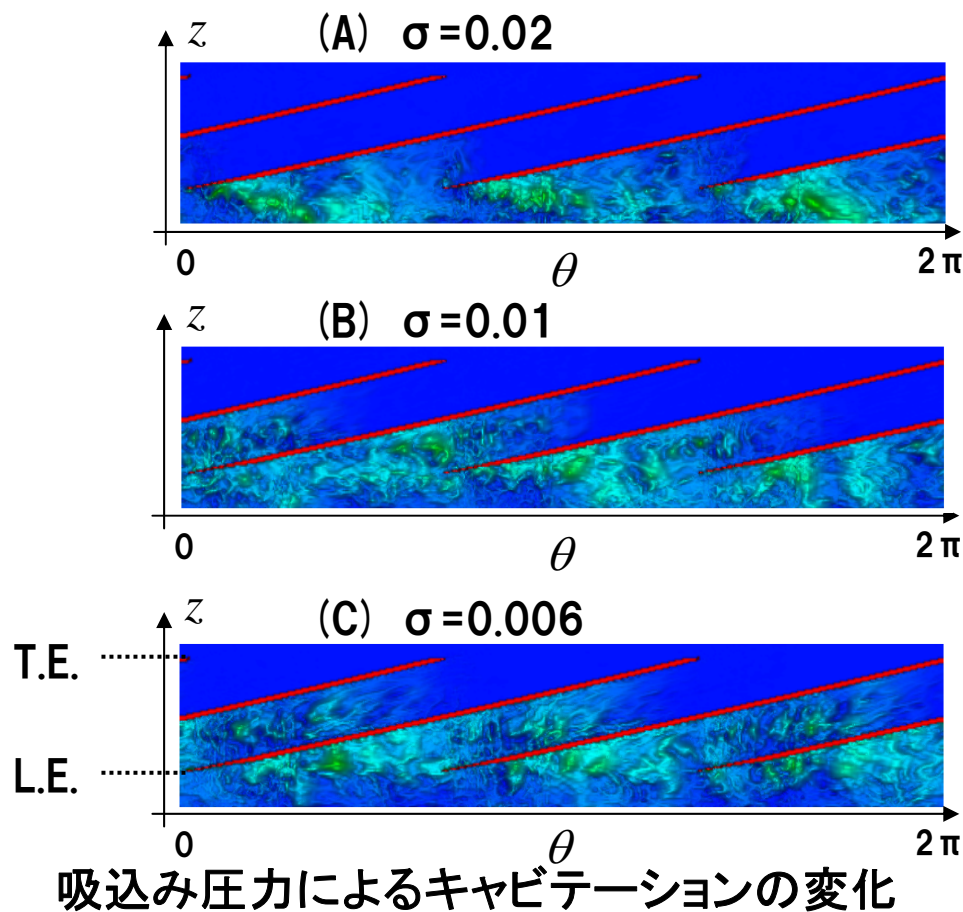 z (A) σ=0.02
0 θ 2π
z (B) σ=0.01
0 θ 2π
z (C) σ=0.006
T.E.
L.E.
0 θ 2π
吸込み圧力によるキャビテーションの変化